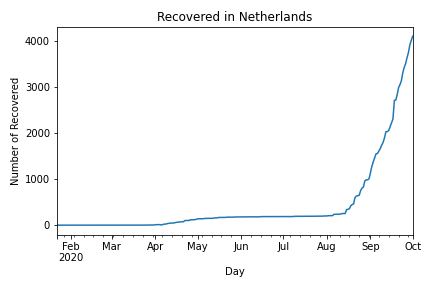 Recovered in Netherlands
Number of Recovered
4000
3000
2000
1000
0
Feb Mar Apr May Jun Jul Aug Sep Oct
2020
Day